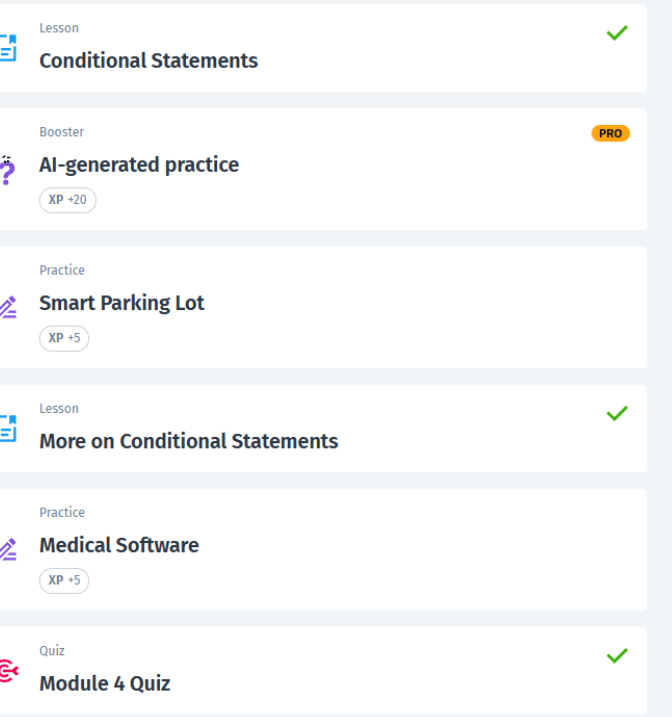 Lesson
Conditional Statements
Booster
PRO
AI-generated practice
XP +20
Practice
Smart Parking Lot
XP +5
Lesson
More on Conditional Statements
Practice
Medical Software
XP +5
Quiz
Module 4 Quiz